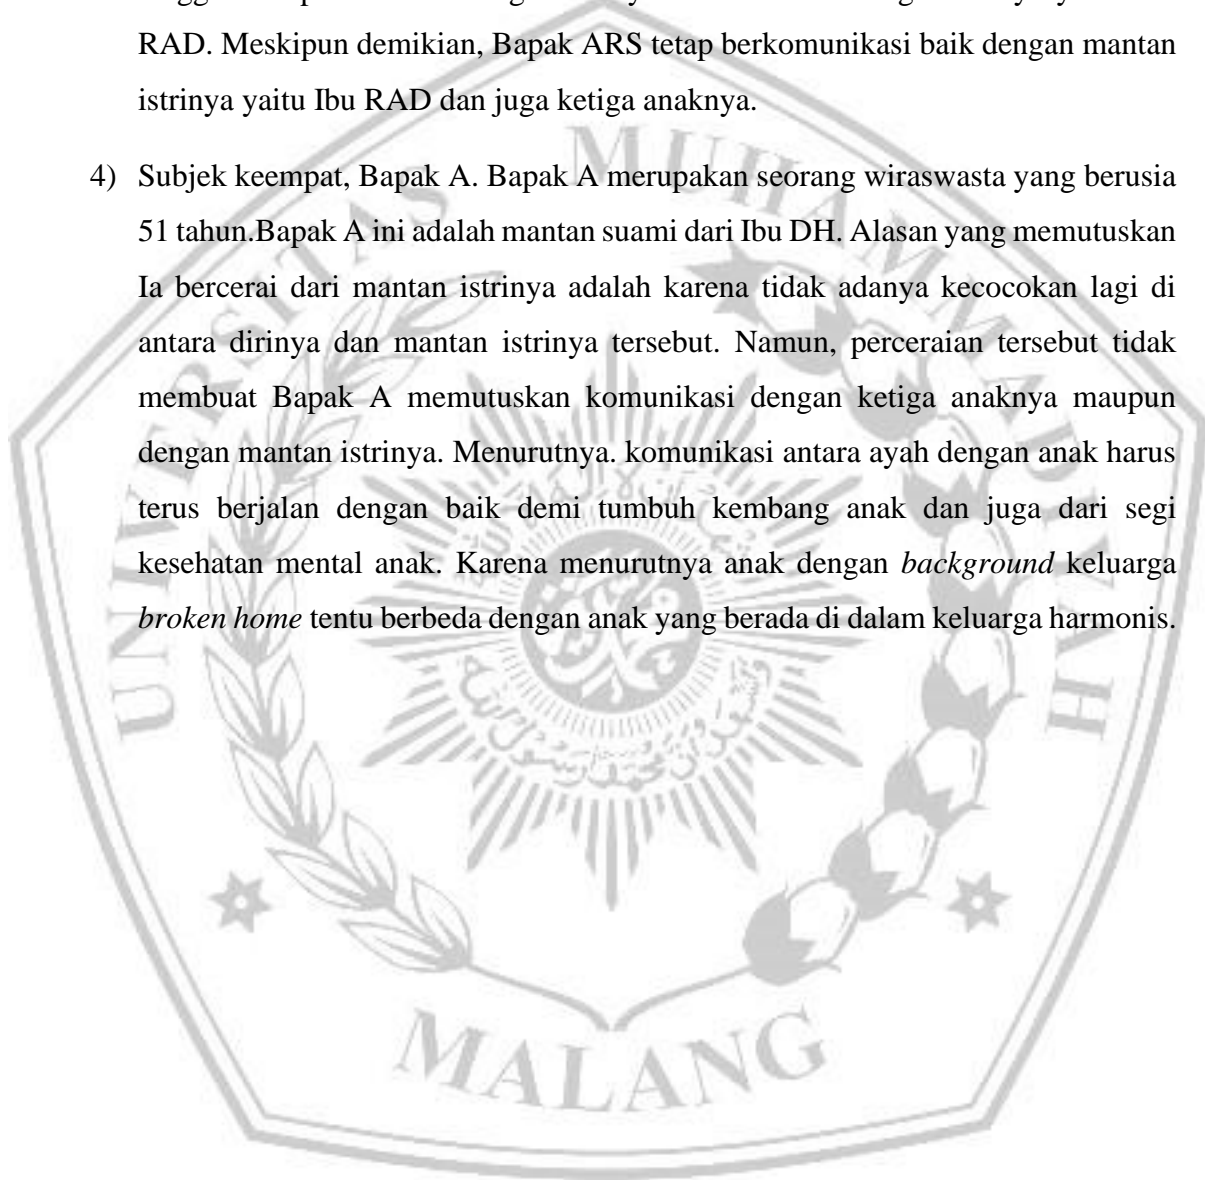 RAD. Meskipun demikian, Bapak ARS tetap berkomunikasi baik dengan mantan
istrinya yaitu Ibu RAD dan juga ketiga anaknya.
4) Subjek keempat, Bapak A. Bapak A merupakan seorang wiraswasta yang berusia
51 tahun.Bapak A ini adalah mantan suami dari Ibu DH. Alasan yang memutuskan
Ia bercerai dari mantan istrinya adalah karena tidak adanya kecocokan lagi di
antara dirinya dan mantan istrinya tersebut. Namun, perceraian tersebut tidak
membuat Bapak A memutuskan komunikasi dengan ketiga anaknya maupun
dengan mantan istrinya. Menurutnya. komunikasi antara ayah dengan anak harus
terus berjalan dengan baik demi tumbuh kembang anak dan juga dari segi
kesehatan mental anak. Karena menurutnya anak dengan background keluarga
broken home tentu berbeda dengan anak yang berada di dalam keluarga harmonis.
UNIVERSITAS MUHAMMADIYAH
MALANG